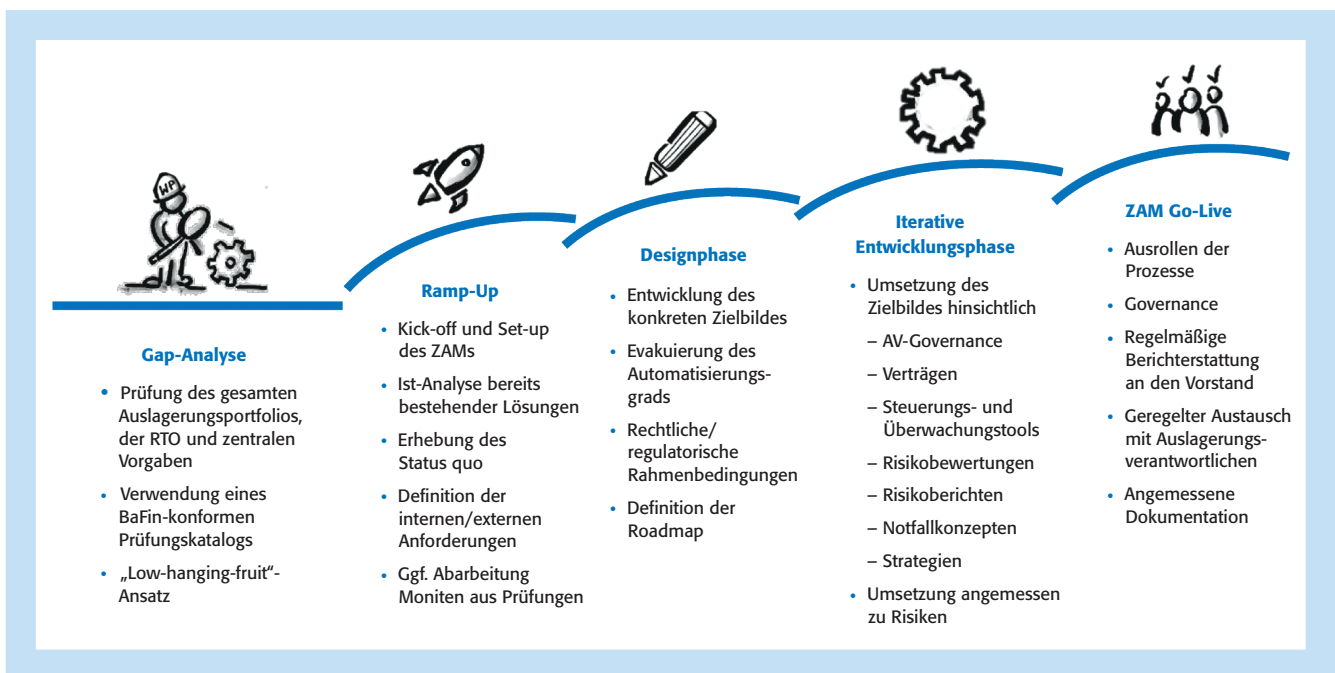 WP
Gap-Analyse
• Prüfung des gesamten
Auslagerungsportfolios,
der RTO und zentralen
Vorgaben
• Verwendung eines
BaFin-konformen
Prüfungskatalogs
• „Low-hanging-fruit“-
Ansatz
Ramp-Up
• Kick-off und Set-up
des ZAMs
• Ist-Analyse bereits
bestehender Lösungen
• Erhebung des
Status quo
• Definition der
internen/externen
Anforderungen
• Ggf. Abarbeitung
Moniten aus Prüfungen
Designphase
• Entwicklung des
konkreten Zielbildes
• Evakuierung des
Automatisierungs-
grads
• Rechtliche/
regulatorische
Rahmenbedingungen
• Definition der
Roadmap
Iterative
Entwicklungsphase
• Umsetzung des
Zielbildes hinsichtlich
– AV-Governance
– Verträgen
– Steuerungs- und
Überwachungstools
– Risikobewertungen
– Risikoberichten
– Notfallkonzepten
– Strategien
• Umsetzung angemessen
zu Risiken
ZAM Go-Live
• Ausrollen der
Prozesse
• Governance
• Regelmäßige
Berichterstattung
an den Vorstand
• Geregelter Austausch
mit Auslagerungs-
verantwortlichen
• Angemessene
Dokumentation